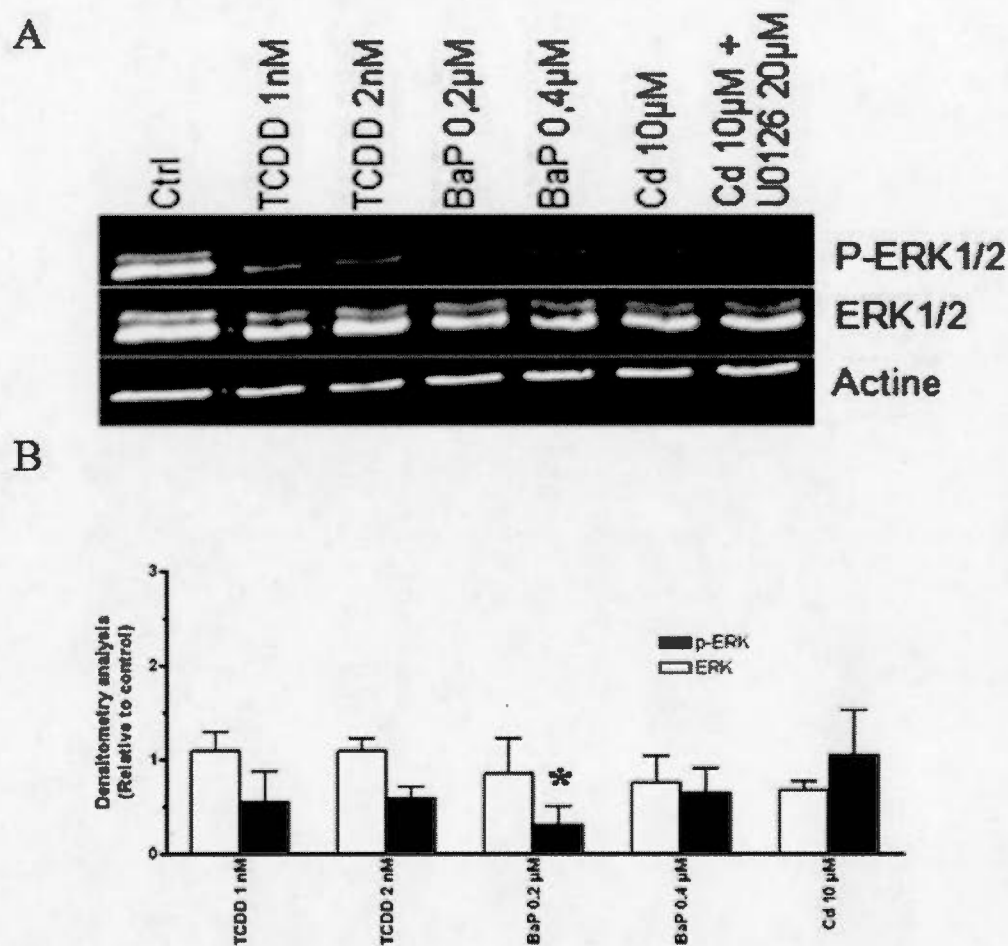 A
Ctrl
TCDD 1nM
TCDD 2nM
BaP 0,2µM
BaP 0,4µM
Cd 10µM
Cd 10µM +
U0126 20µM
P-ERK1/2
ERK1/2
Actine
B
Densitometry analysis
(Relative to control)
3
2
1
0
p-ERK
ERK
*
TCDD 1 nM
TCDD 2 nM
BaP 0.2 µM
BaP 0.4 µM
Cd 10 µM